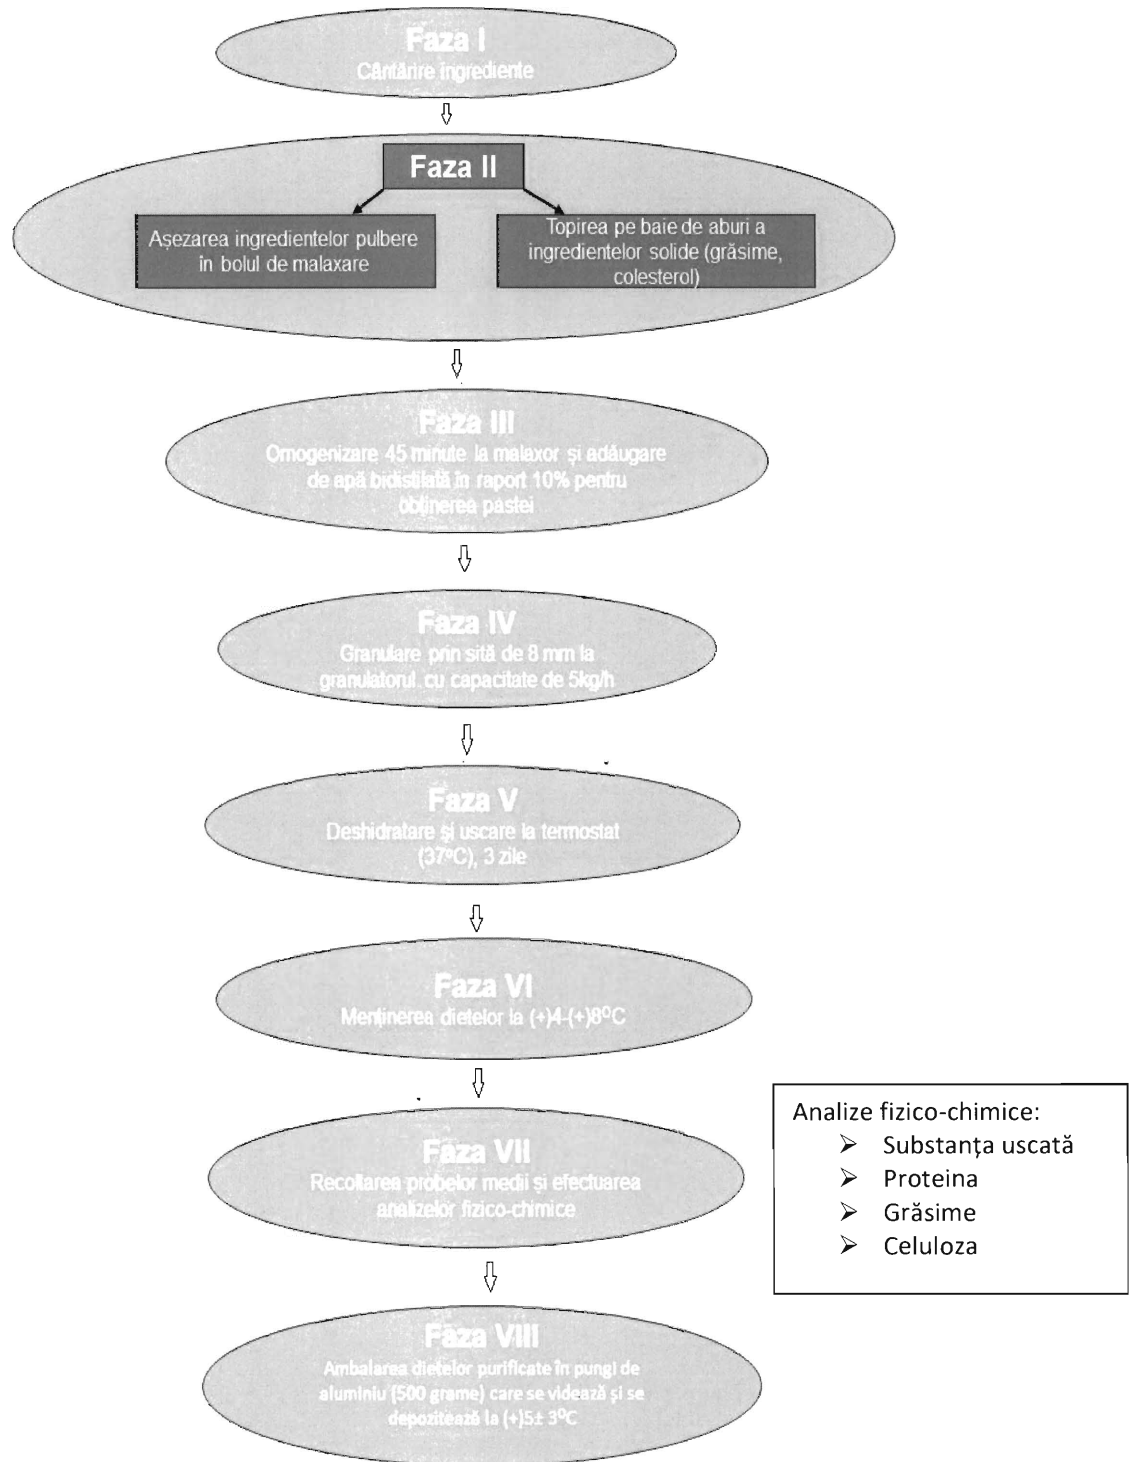 Faza I
Cântărire ingrediente
Faza II
Așezarea ingredientelor pulbere
în bolul de malaxare
Topirea pe baie de aburi a
ingredientelor solide (grăsime,
colesterol)
Faza III
Omogenizare 45 minute la malaxor și adăugare
de apă bidistilată în raport 10% pentru
obținerea pastei
Faza IV
Granulare prin sită de 8 mm la
granulatorul cu capacitate de 5kg/h
Faza V
Deshidratare și uscare la termostat
(37ºC), 3 zile
Faza VI
Menținerea dietelor la (+)4-(+)8⁰C
Faza VII
Recoltarea probelor medii și efectuarea
analizelor fizico-chimice
Analize fizico-chimice:
➢ Substanța uscată
➢ Proteina
➢ Grăsime
➢ Celuloza
Faza VIII
Ambalarea dietelor purificate în pungi de
aluminiu (500 grame) care se videază și se
depozitează la (+)5± 3⁰C